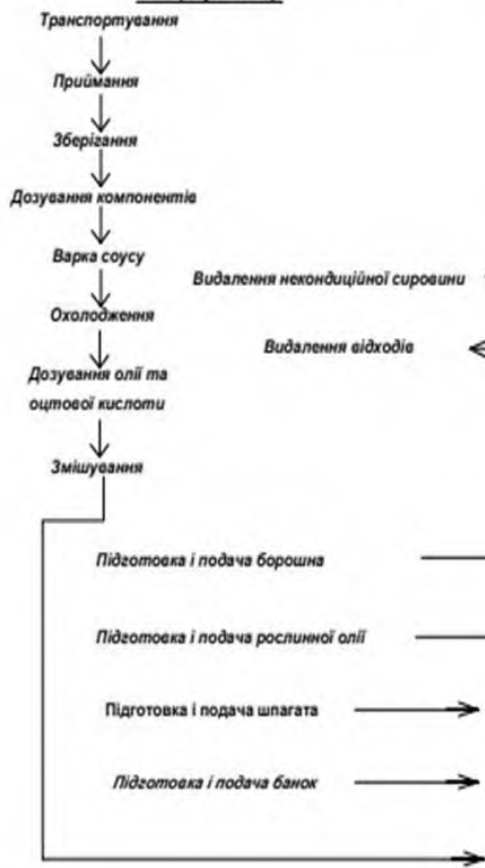 Транспортування
Приймання
Зберігання
Дозування компонентів
Варка соусу
Видалення некондиційної сировини
Охолодження
Видалення відходів
Дозування олії та
оцтової кислоти
Змішування
Підготовка і подача борошна
Підготовка і подача рослинної олії
Підготовка і подача шпагата
Підготовка і подача банок